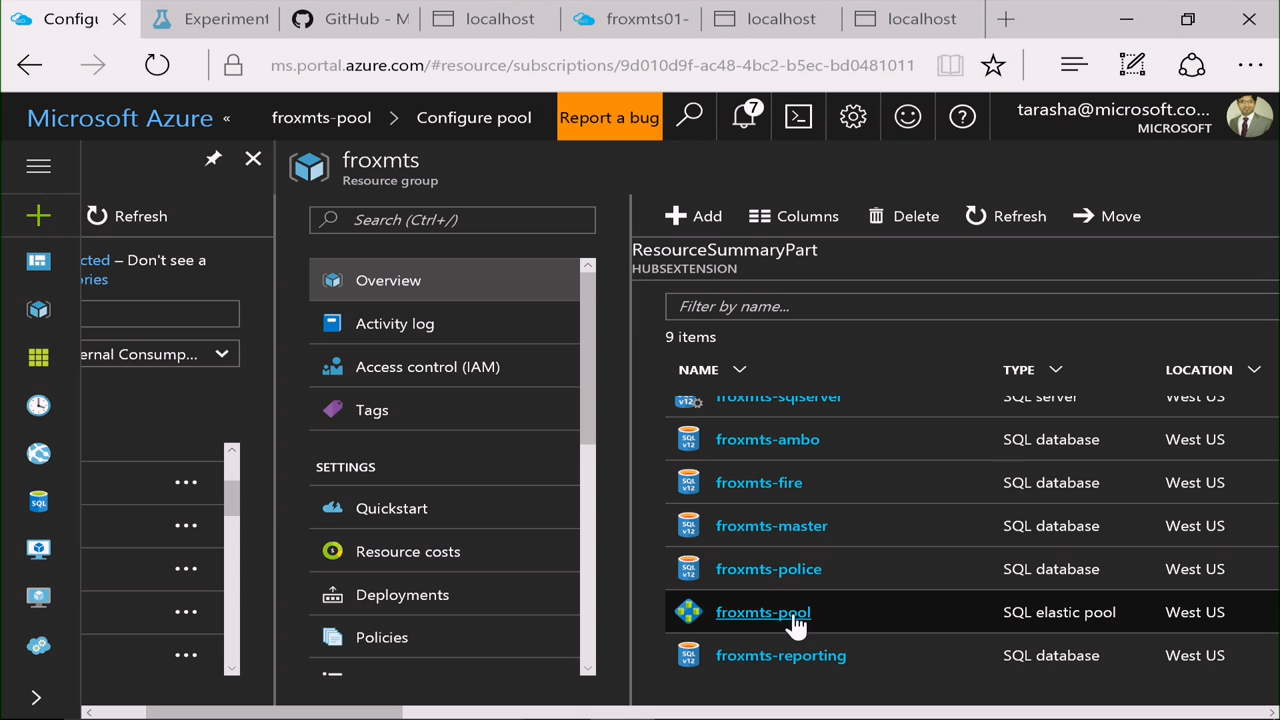 Config
Experiment
GitHub - M
localhost
froxmts01-
localhost
localhost
ms.portal.azure.com/#resource/subscriptions/9d010d9f-ac48-4bc2-b5ec-bd0481011
Microsoft Azure «
froxmts-pool > Configure pool
Report a bug
7
tarasha@microsoft.co...
MICROSOFT
Refresh
cted – Don't see a
ories
ernal Consump...
froxmts
Resource group
Search (Ctrl+/)
Overview
Activity log
Access control (IAM)
Tags
SETTINGS
Quickstart
Resource costs
Deployments
Policies
Add
Columns
Delete
Refresh
Move
ResourceSummaryPart
HUBSEXTENSION
Filter by name...
9 items
NAME TYPE LOCATION
froxmts-sqlserver SQL server West US
froxmts-ambo SQL database West US
froxmts-fire SQL database West US
froxmts-master SQL database West US
froxmts-police SQL database West US
froxmts-pool SQL elastic pool West US
froxmts-reporting SQL database West US